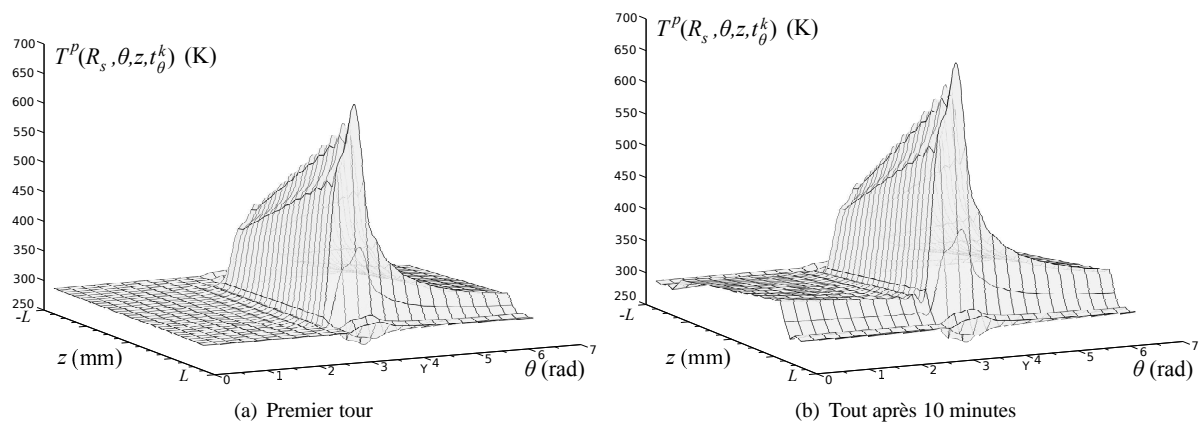 700
T^p(R_s ,θ,z,t_θ^k) (K)
650
600
550
500
450
400
350
300
250
-L
z (mm)
L
0
1
2
3
Y
4
5
6
7
θ (rad)
(a) Premier tour
700
T^p(R_s ,θ,z,t_θ^k) (K)
650
600
550
500
450
400
350
300
250
-L
z (mm)
L
0
1
2
3
Y
4
5
6
7
θ (rad)
(b) Tout après 10 minutes